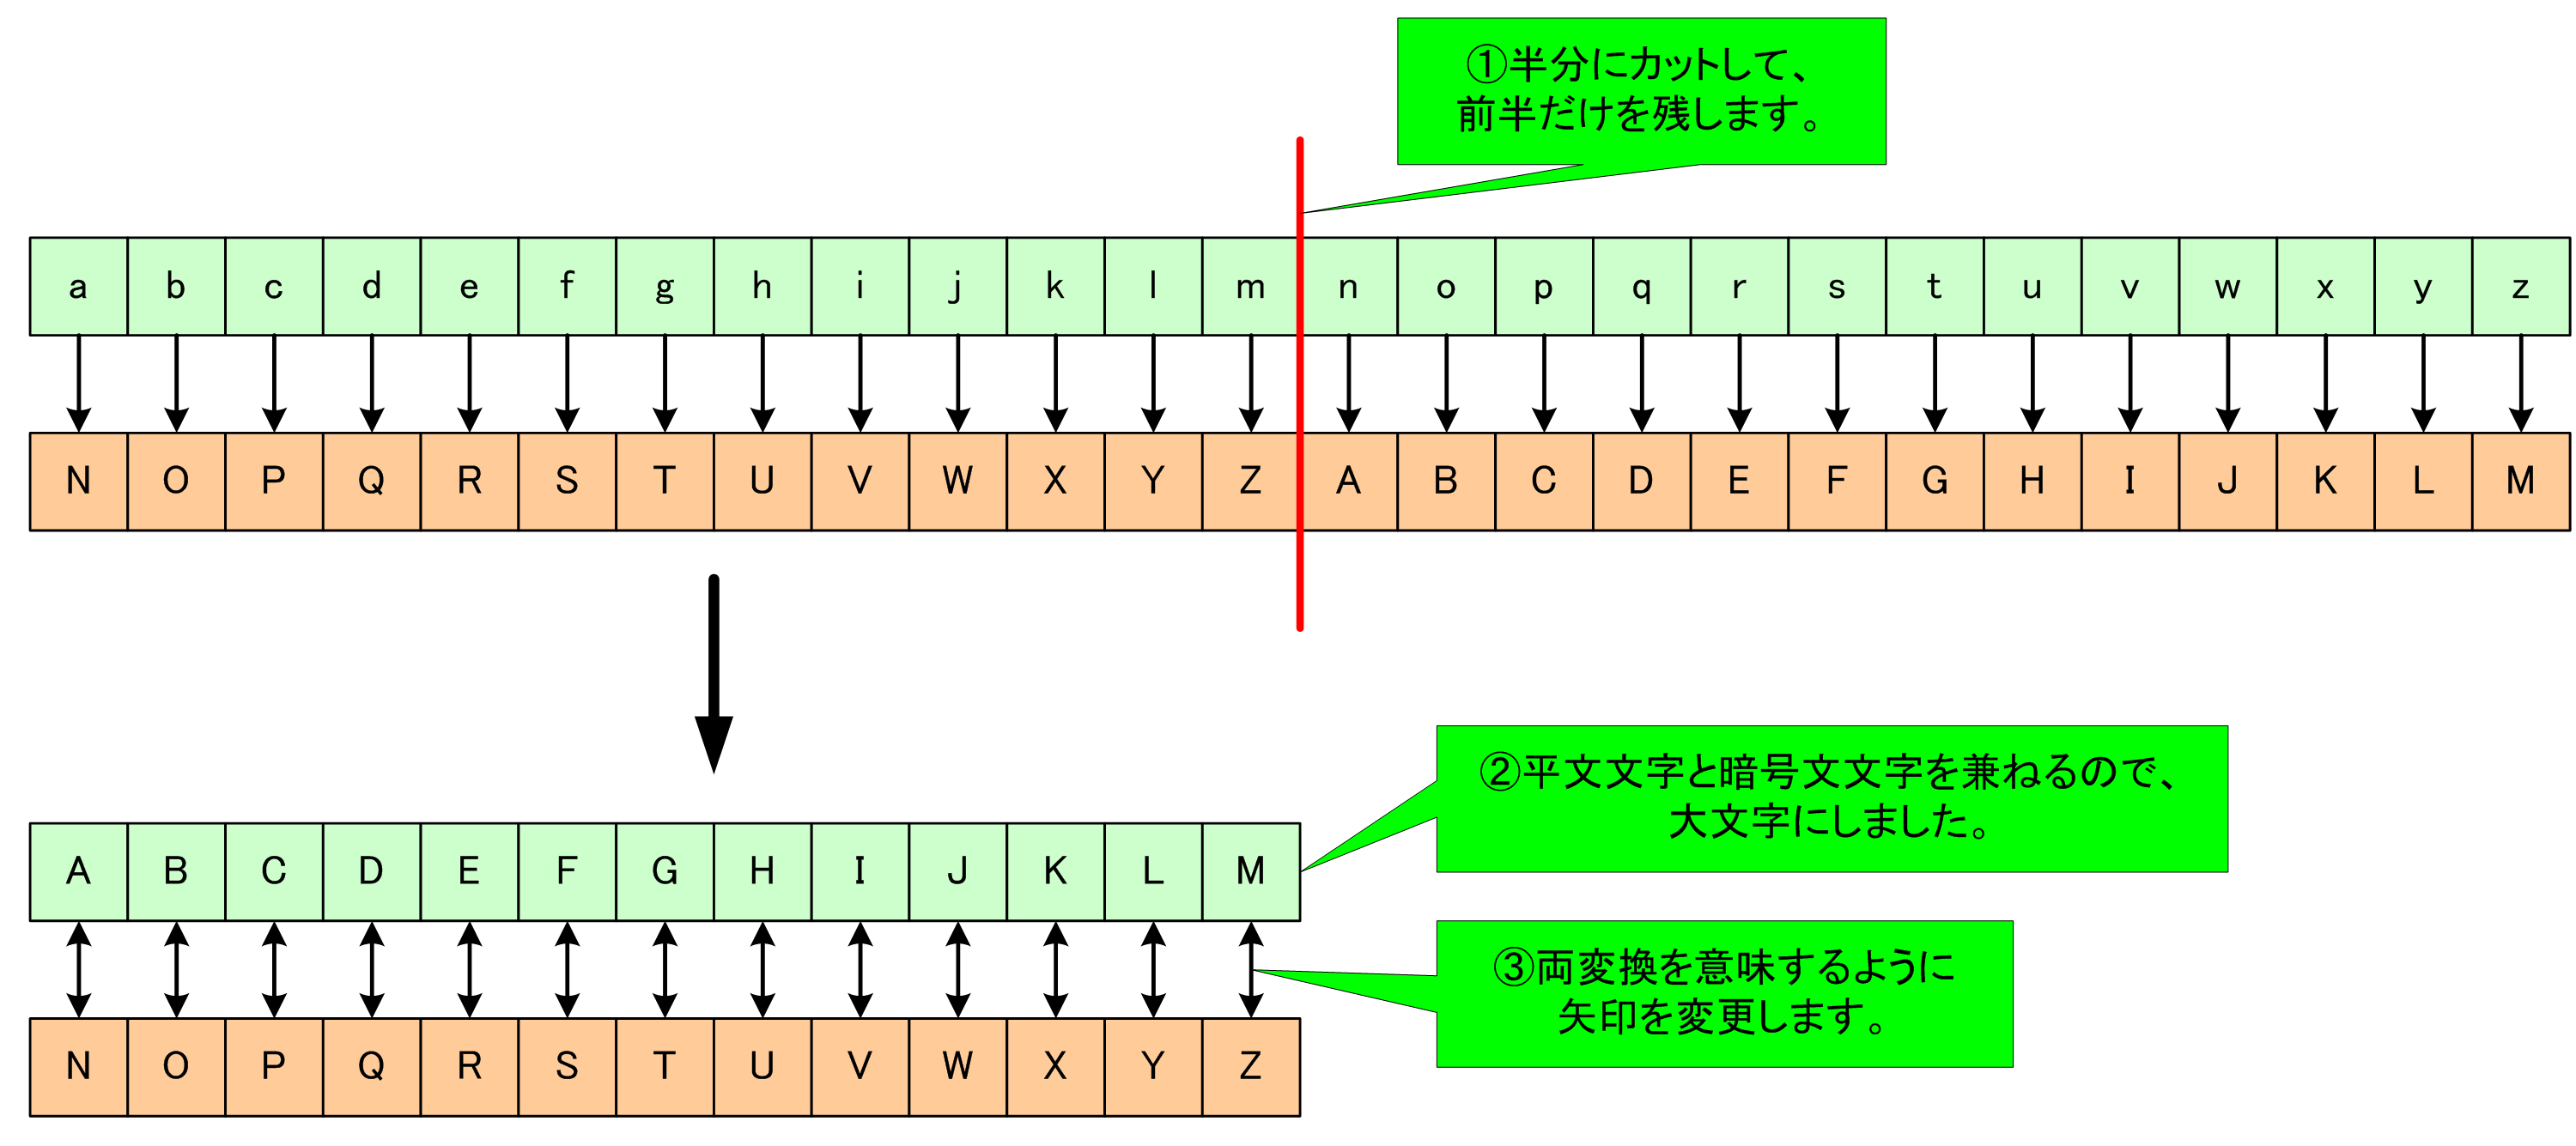 ①半分にカットして、
前半だけを残します。
a b c d e f g h i j k l m n o p q r s t u v w x y z
N O P Q R S T U V W X Y Z A B C D E F G H I J K L M
②平文文字と暗号文文字を兼ねるので、
大文字にしました。
A B C D E F G H I J K L M
③両変換を意味するように
矢印を変更します。
N O P Q R S T U V W X Y Z